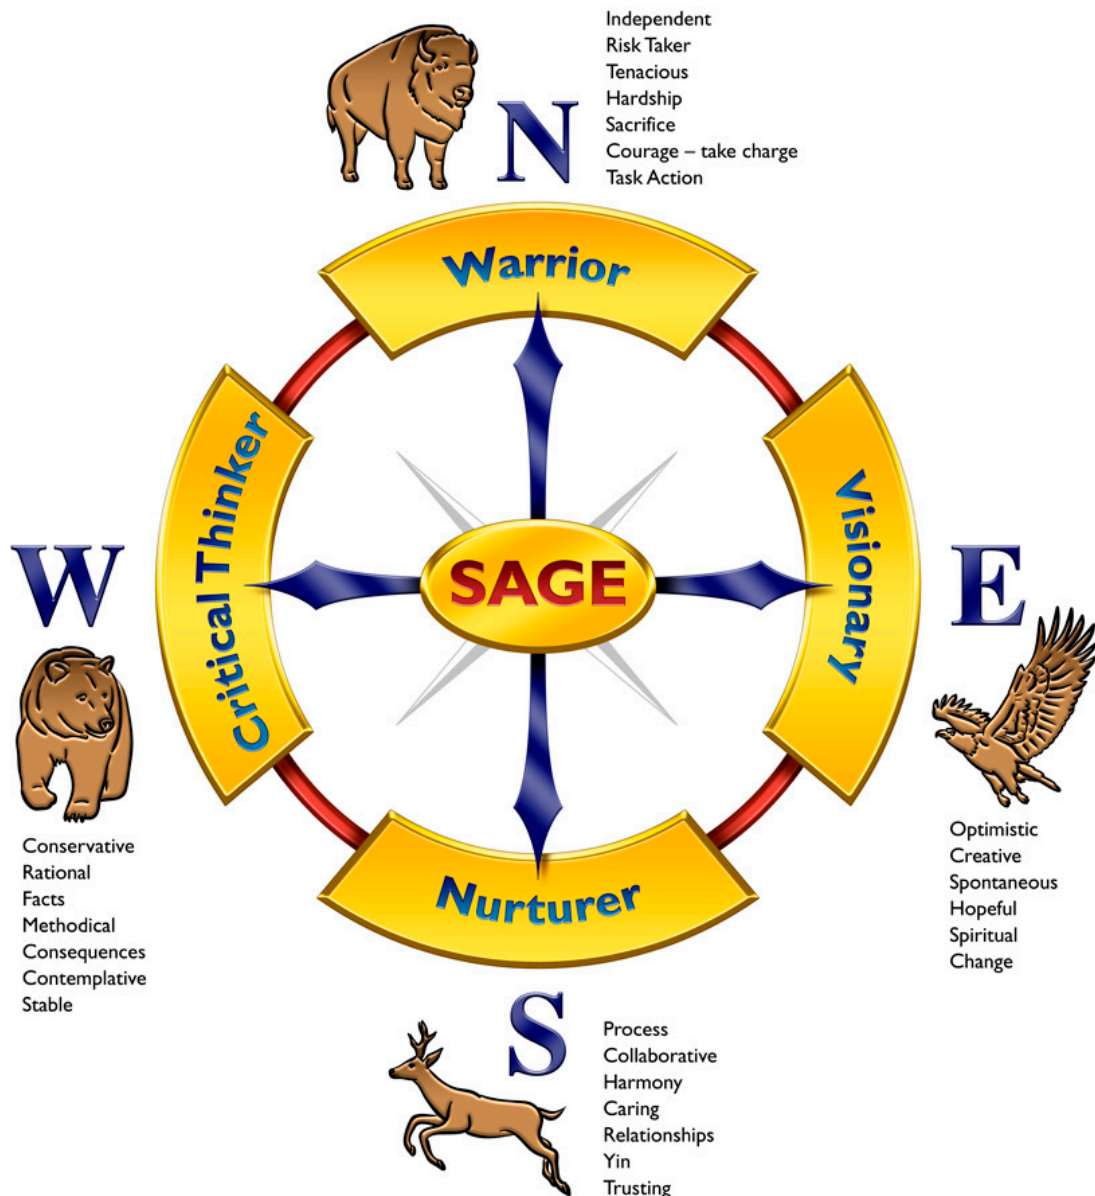 Independent
Risk Taker
Tenacious
Hardship
Sacrifice
Courage – take charge
Task Action
N
Warrior
Critical Thinker
SAGE
Visionary
W
E
Conservative
Rational
Facts
Methodical
Consequences
Contemplative
Stable
Optimistic
Creative
Spontaneous
Hopeful
Spiritual
Change
Nurturer
S
Process
Collaborative
Harmony
Caring
Relationships
Yin
Trusting